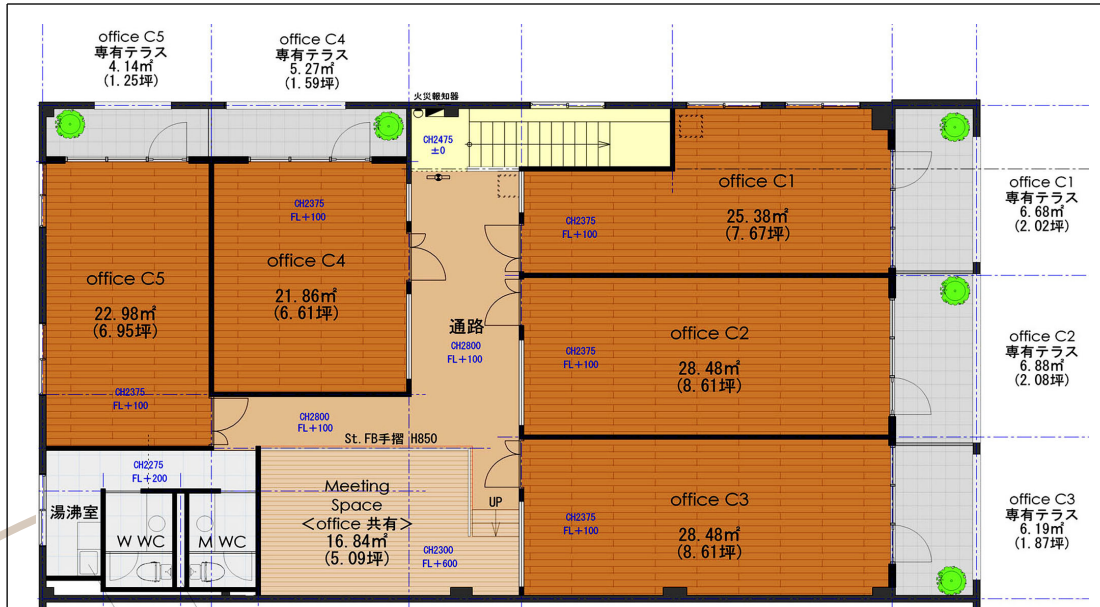 office C5
専有テラス
4.14㎡
(1.25坪)
office C4
専有テラス
5.27㎡
(1.59坪)
火災報知器
CH2475
±0
office C1
25.38㎡
(7.67坪)
CH2375
FL+100
office C1
専有テラス
6.68㎡
(2.02坪)
CH2375
FL+100
office C4
21.86㎡
(6.61坪)
office C5
22.98㎡
(6.95坪)
CH2375
FL+100
通路
CH2800
FL+100
office C2
28.48㎡
(8.61坪)
CH2375
FL+100
office C2
専有テラス
6.88㎡
(2.08坪)
CH2800
FL+100
St.FB手摺 H850
CH2275
FL+200
湯沸室
W WC
M WC
Meeting
Space
<office 共有>
16.84㎡
(5.09坪)
CH2300
FL+600
UP
office C3
28.48㎡
(8.61坪)
CH2375
FL+100
office C3
専有テラス
6.19㎡
(1.87坪)